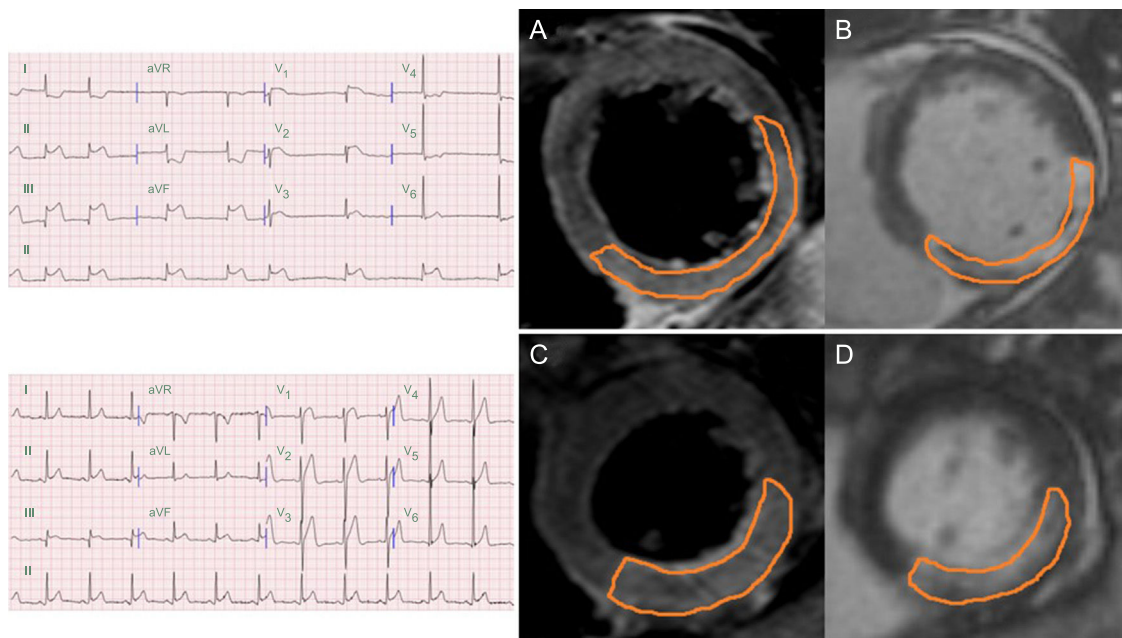 I aVR V1 V4
II aVL V2 V5
III aVF V3 V6
II
A B
I aVR V1 V4
II aVL V2 V5
III aVF V3 V6
II
C D